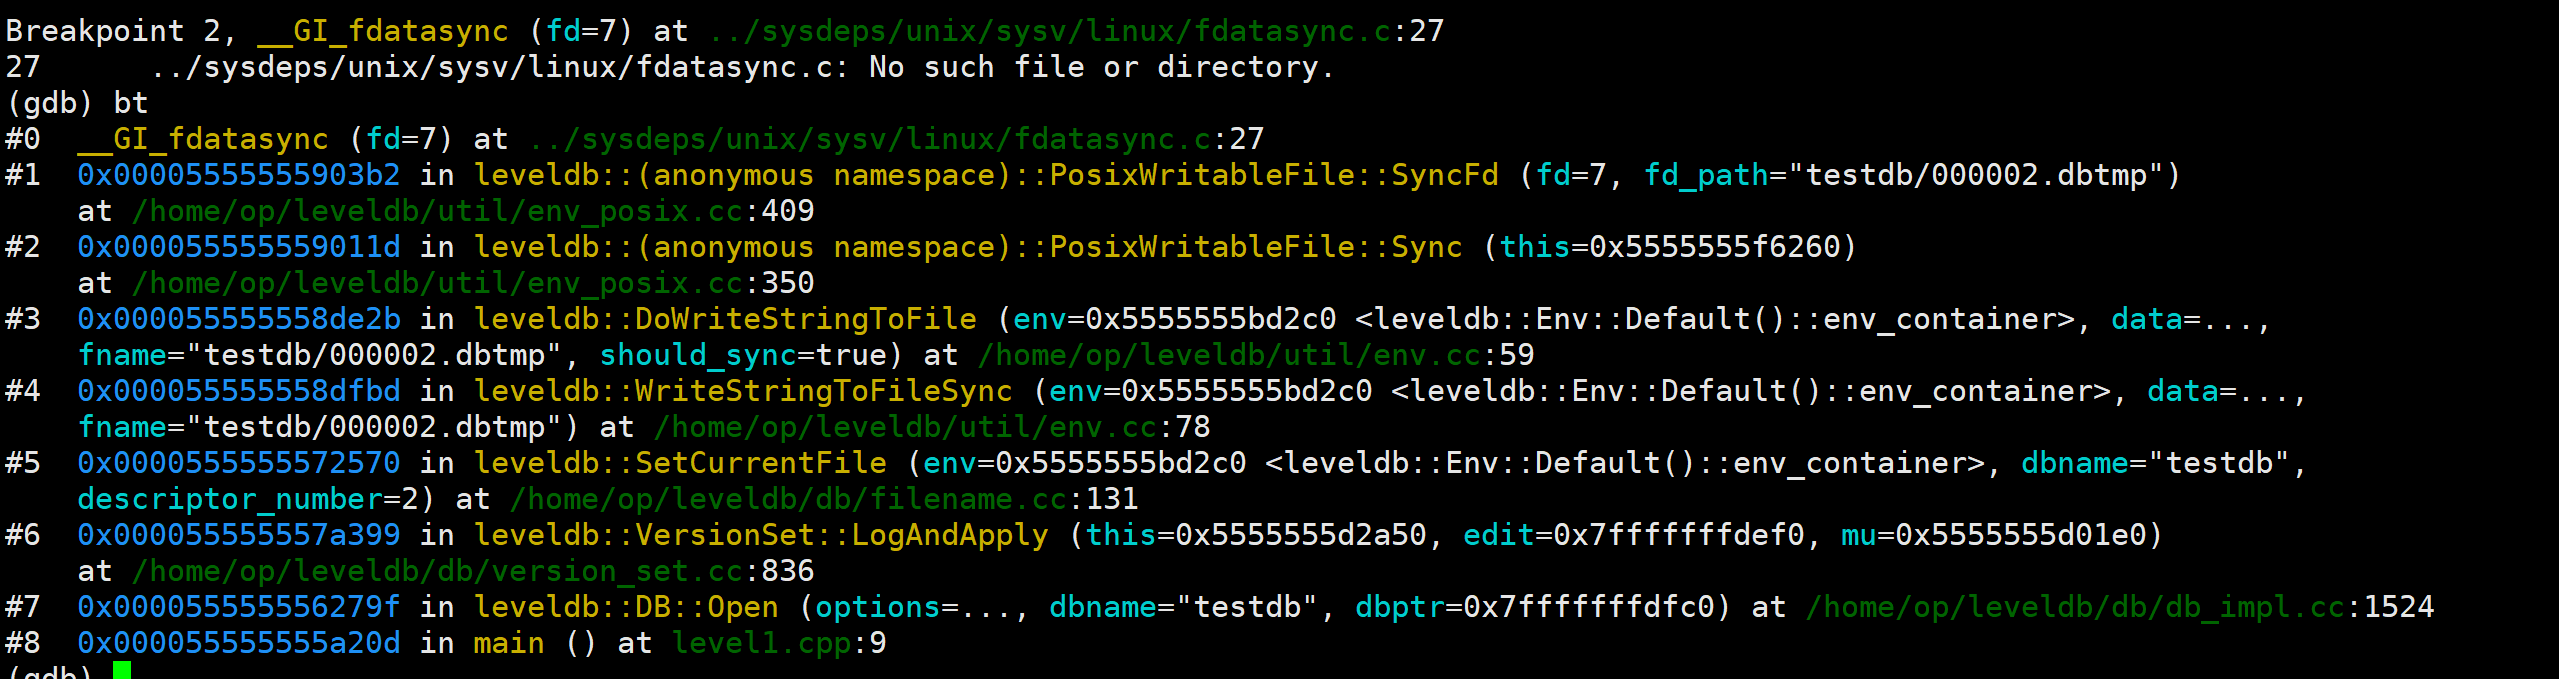 Breakpoint 2, __GI_fdatasync (fd=7) at ../sysdeps/unix/sysv/linux/fdatasync.c:27
27      ../sysdeps/unix/sysv/linux/fdatasync.c: No such file or directory.
(gdb) bt
#0  __GI_fdatasync (fd=7) at ../sysdeps/unix/sysv/linux/fdatasync.c:27
#1  0x00005555555903b2 in leveldb::(anonymous namespace)::PosixWritableFile::SyncFd (fd=7, fd_path="testdb/000002.dbtmp")
    at /home/op/leveldb/util/env_posix.cc:409
#2  0x000055555559011d in leveldb::(anonymous namespace)::PosixWritableFile::Sync (this=0x5555555f6260)
    at /home/op/leveldb/util/env_posix.cc:350
#3  0x000055555558de2b in leveldb::DoWriteStringToFile (env=0x5555555bd2c0 <leveldb::Env::Default()::env_container>, data=...,
    fname="testdb/000002.dbtmp", should_sync=true) at /home/op/leveldb/util/env.cc:59
#4  0x000055555558dfbd in leveldb::WriteStringToFileSync (env=0x5555555bd2c0 <leveldb::Env::Default()::env_container>, data=...,
    fname="testdb/000002.dbtmp") at /home/op/leveldb/util/env.cc:78
#5  0x0000555555572570 in leveldb::SetCurrentFile (env=0x5555555bd2c0 <leveldb::Env::Default()::env_container>, dbname="testdb",
    descriptor_number=2) at /home/op/leveldb/db/filename.cc:131
#6  0x000055555557a399 in leveldb::VersionSet::LogAndApply (this=0x5555555d2a50, edit=0x7fffffffdef0, mu=0x5555555d01e0)
    at /home/op/leveldb/db/version_set.cc:836
#7  0x000055555556279f in leveldb::DB::Open (options=..., dbname="testdb", dbptr=0x7fffffffdfc0) at /home/op/leveldb/db/db_impl.cc:1524
#8  0x000055555555a20d in main () at level1.cpp:9
(gdb)